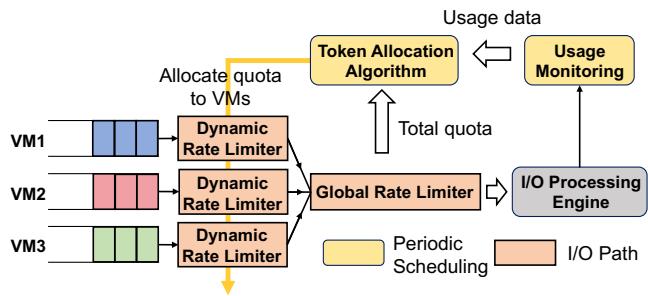 Usage data
Token Allocation
Algorithm
Usage
Monitoring
Allocate quota
to VMs
Total quota
VM1
Dynamic
Rate Limiter
VM2
Dynamic
Rate Limiter
Global Rate Limiter
I/O Processing
Engine
VM3
Dynamic
Rate Limiter
Periodic
Scheduling
I/O Path